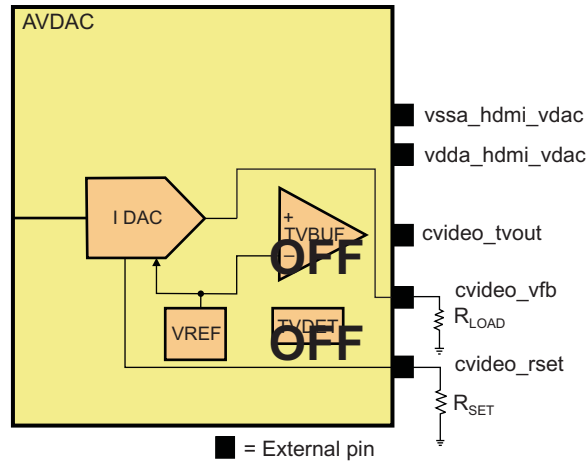 AVDAC
vssa_hdmi_vdac
vdda_hdmi_vdac
I DAC
+
TVBUF
−
OFF
cvideo_tvout
cvideo_vfb
RLOAD
VREF
TVDET
OFF
cvideo_rset
RSET
= External pin